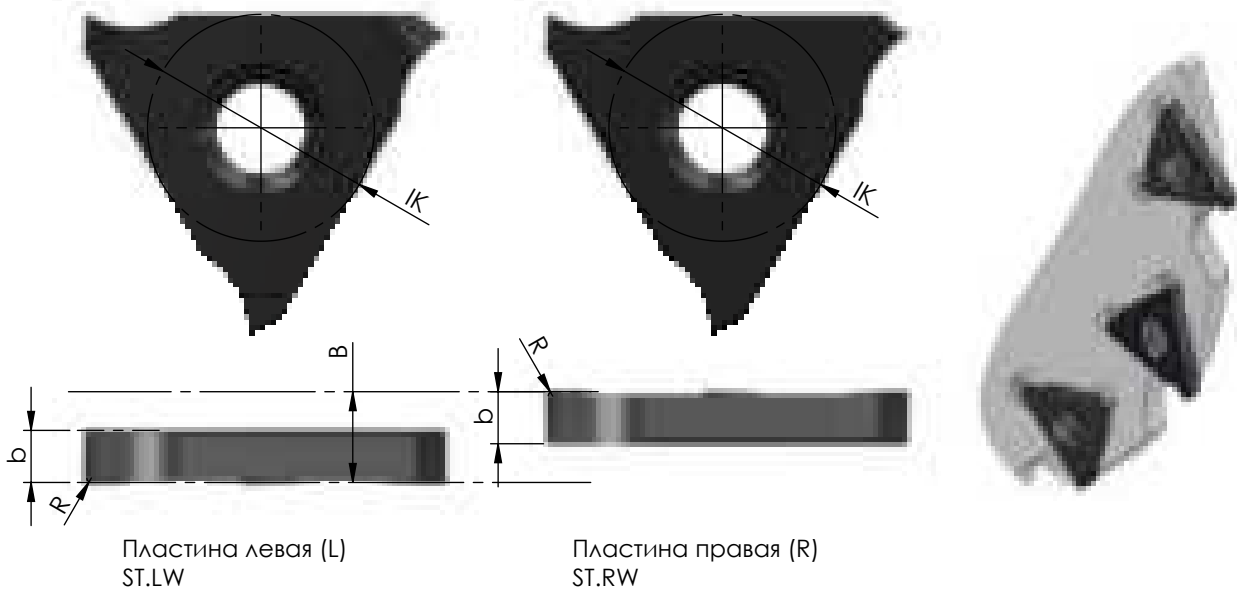 IK
IK
B
R
b
b
R
Пластина левая (L)
ST.LW
Пластина правая (R)
ST.RW